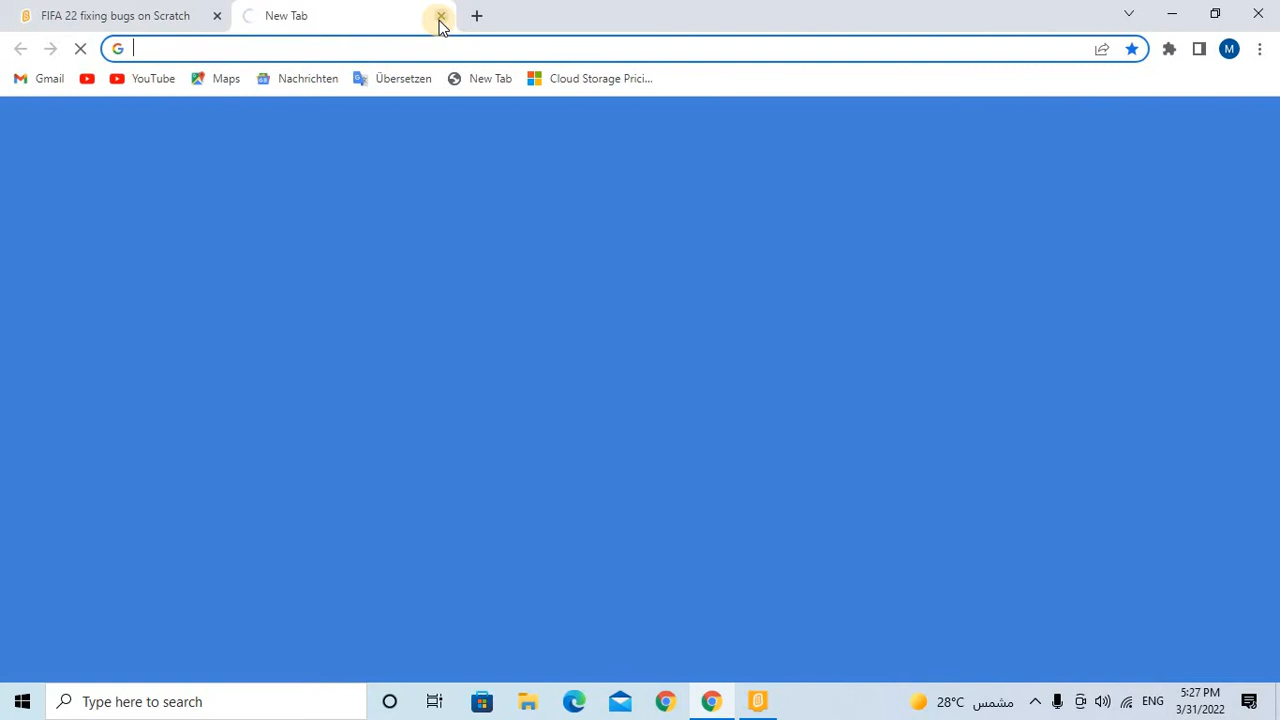 FIFA 22 fixing bugs on Scratch
New Tab
Gmail
YouTube
Maps
Nachrichten
Übersetzen
New Tab
Cloud Storage Prici...
M
Type here to search
28°C مشمس
ENG
3:27 PM
3/31/2022